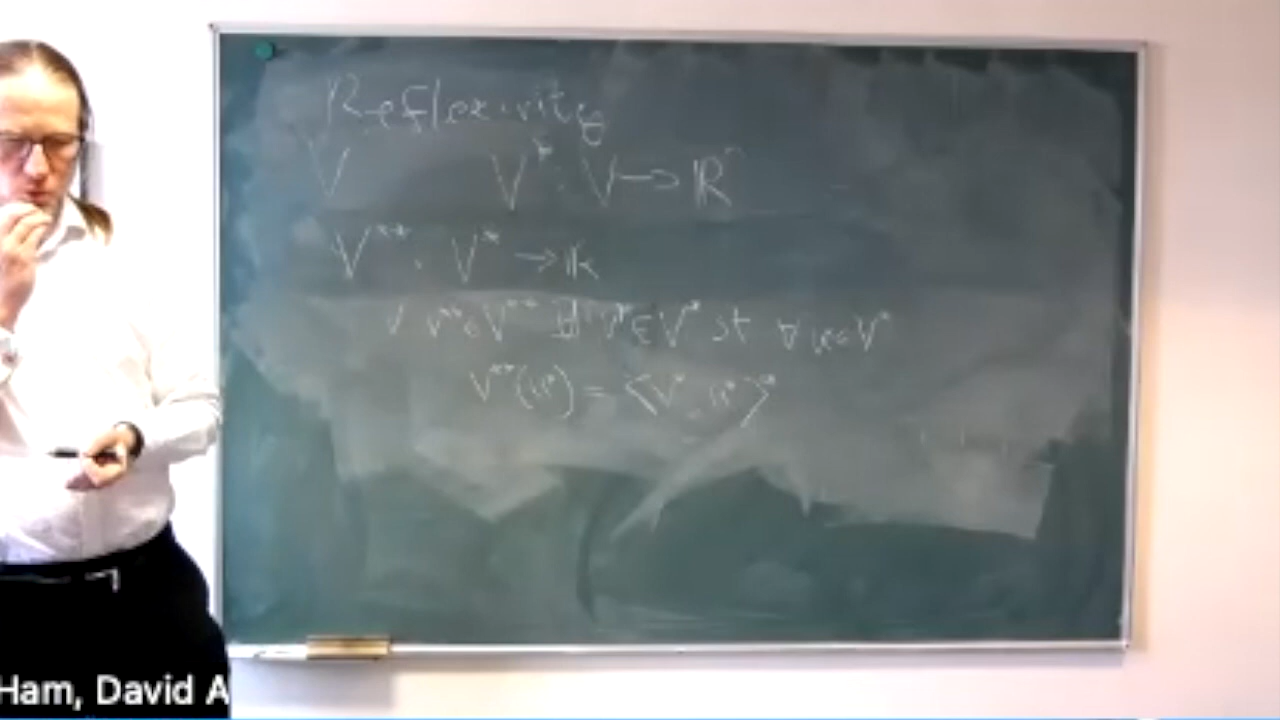 Reflexivity
V V* : V → ℝ
V** : V* → ℝ
∀ v** ∈ V** ∃! v* ∈ V* st ∀ u* ∈ V*
V**(u*) = ⟨V*, u*⟩*
Ham, David A